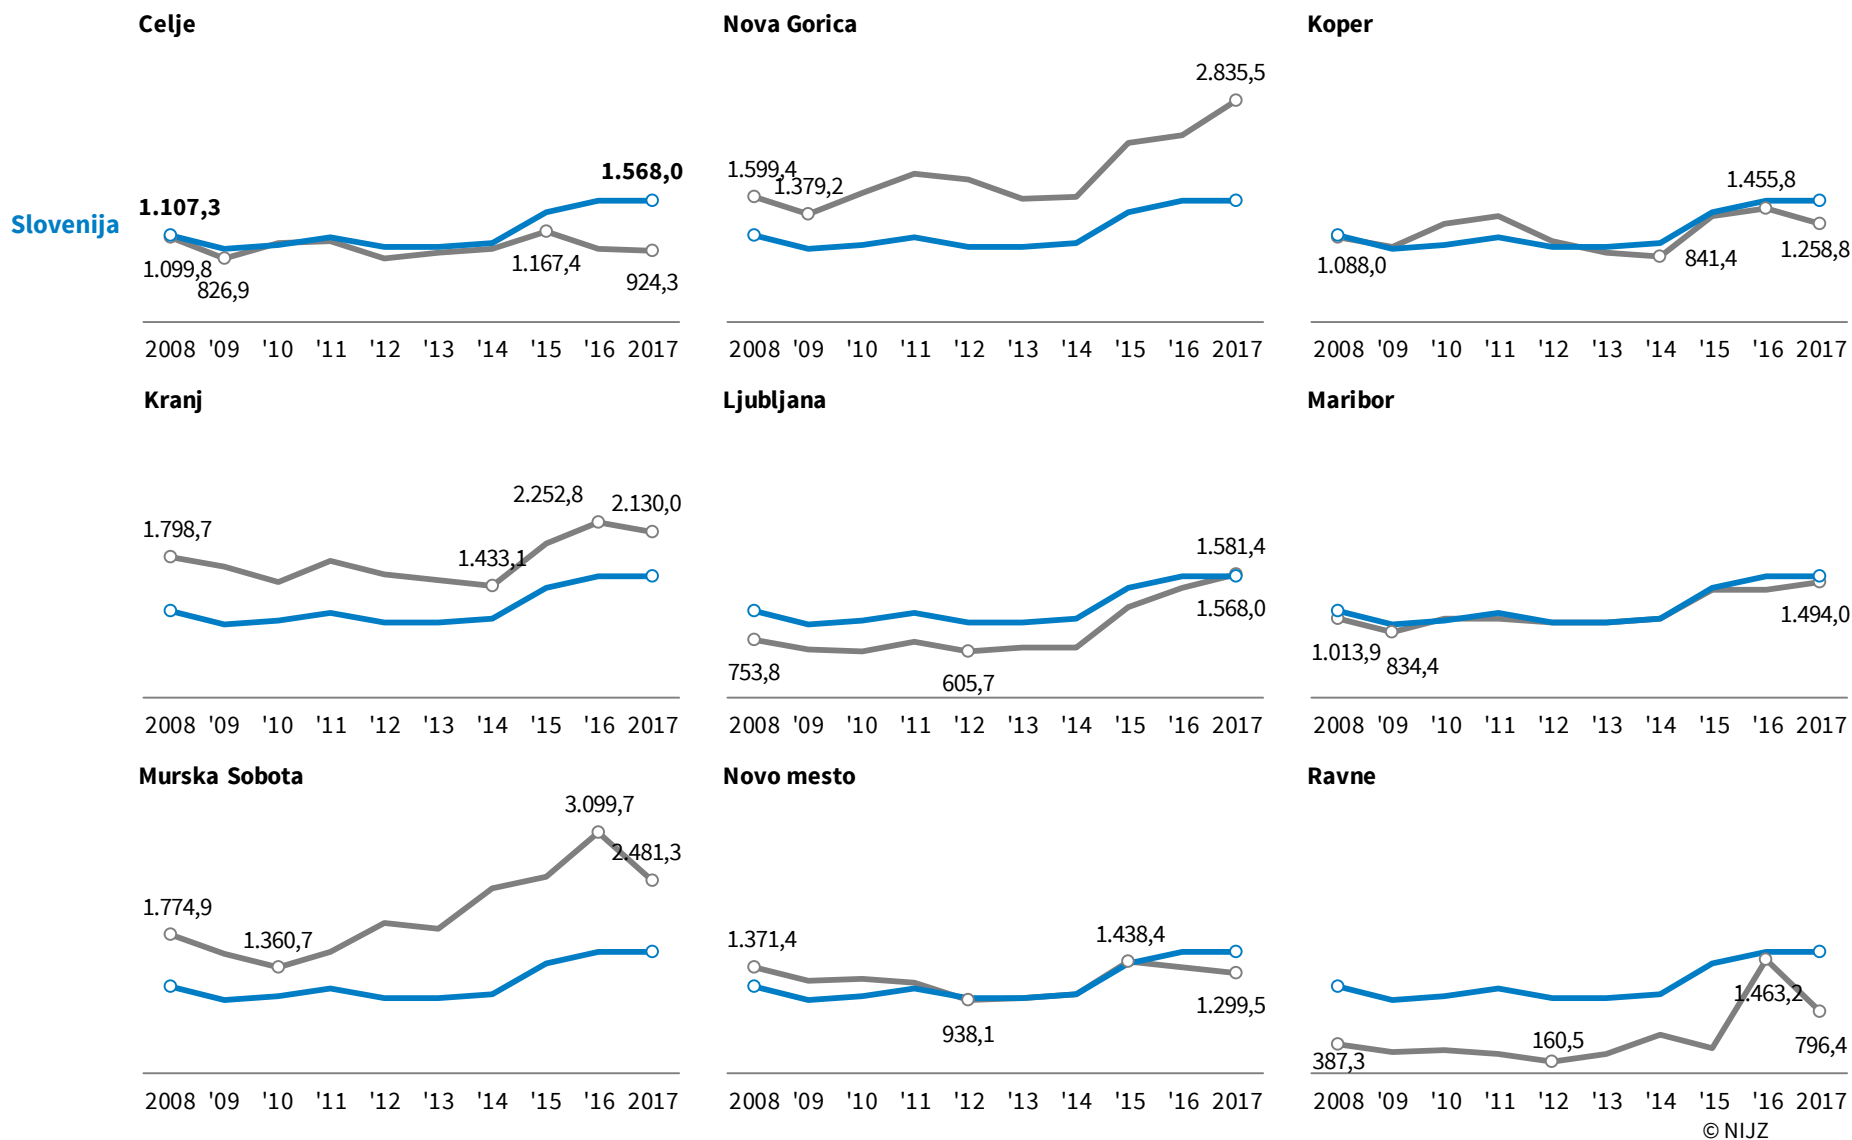 Celje
Nova Gorica
Koper
2.835,5
1.599,4
1.379,2
1.568,0
1.455,8
1.107,3
Slovenija
1.099,8
826,9
1.167,4
924,3
1.088,0
841,4
1.258,8
2008 '09 '10 '11 '12 '13 '14 '15 '16 2017
2008 '09 '10 '11 '12 '13 '14 '15 '16 2017
2008 '09 '10 '11 '12 '13 '14 '15 '16 2017
Kranj
Ljubljana
Maribor
2.252,8
2.130,0
1.798,7
1.433,1
1.581,4
1.568,0
753,8
605,7
1.494,0
1.013,9
834,4
2008 '09 '10 '11 '12 '13 '14 '15 '16 2017
2008 '09 '10 '11 '12 '13 '14 '15 '16 2017
2008 '09 '10 '11 '12 '13 '14 '15 '16 2017
Murska Sobota
Novo mesto
Ravne
3.099,7
2.481,3
1.774,9
1.360,7
1.371,4
1.438,4
1.299,5
938,1
1.463,2
160,5
387,3
796,4
2008 '09 '10 '11 '12 '13 '14 '15 '16 2017
2008 '09 '10 '11 '12 '13 '14 '15 '16 2017
2008 '09 '10 '11 '12 '13 '14 '15 '16 2017
© NIJZ